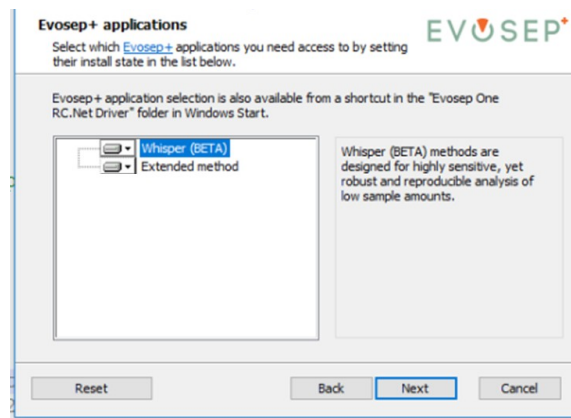 Evosep+ applications
EVOSEP+
Select which Evosep+ applications you need access to by setting
their install state in the list below.
Evosep+ application selection is also available from a shortcut in the "Evosep One
RC.Net Driver" folder in Windows Start.
Whisper (BETA)
Extended method
Whisper (BETA) methods are
designed for highly sensitive, yet
robust and reproducible analysis of
low sample amounts.
Reset
Back
Next
Cancel